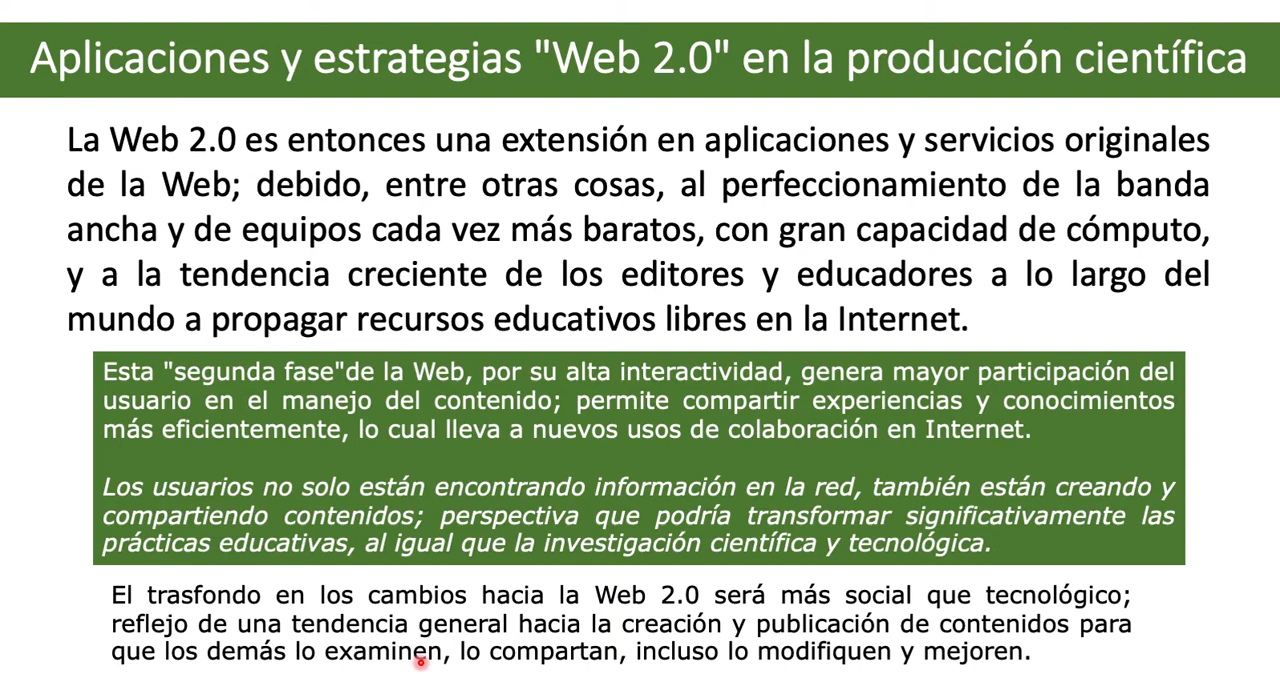 Aplicaciones y estrategias "Web 2.0" en la producción científica
La Web 2.0 es entonces una extensión en aplicaciones y servicios originales
de la Web; debido, entre otras cosas, al perfeccionamiento de la banda
ancha y de equipos cada vez más baratos, con gran capacidad de cómputo,
y a la tendencia creciente de los editores y educadores a lo largo del
mundo a propagar recursos educativos libres en la Internet.
Esta "segunda fase"de la Web, por su alta interactividad, genera mayor participación del
usuario en el manejo del contenido; permite compartir experiencias y conocimientos
más eficientemente, lo cual lleva a nuevos usos de colaboración en Internet.
Los usuarios no solo están encontrando información en la red, también están creando y
compartiendo contenidos; perspectiva que podría transformar significativamente las
prácticas educativas, al igual que la investigación científica y tecnológica.
El trasfondo en los cambios hacia la Web 2.0 será más social que tecnológico;
reflejo de una tendencia general hacia la creación y publicación de contenidos para
que los demás lo examinen, lo compartan, incluso lo modifiquen y mejoren.